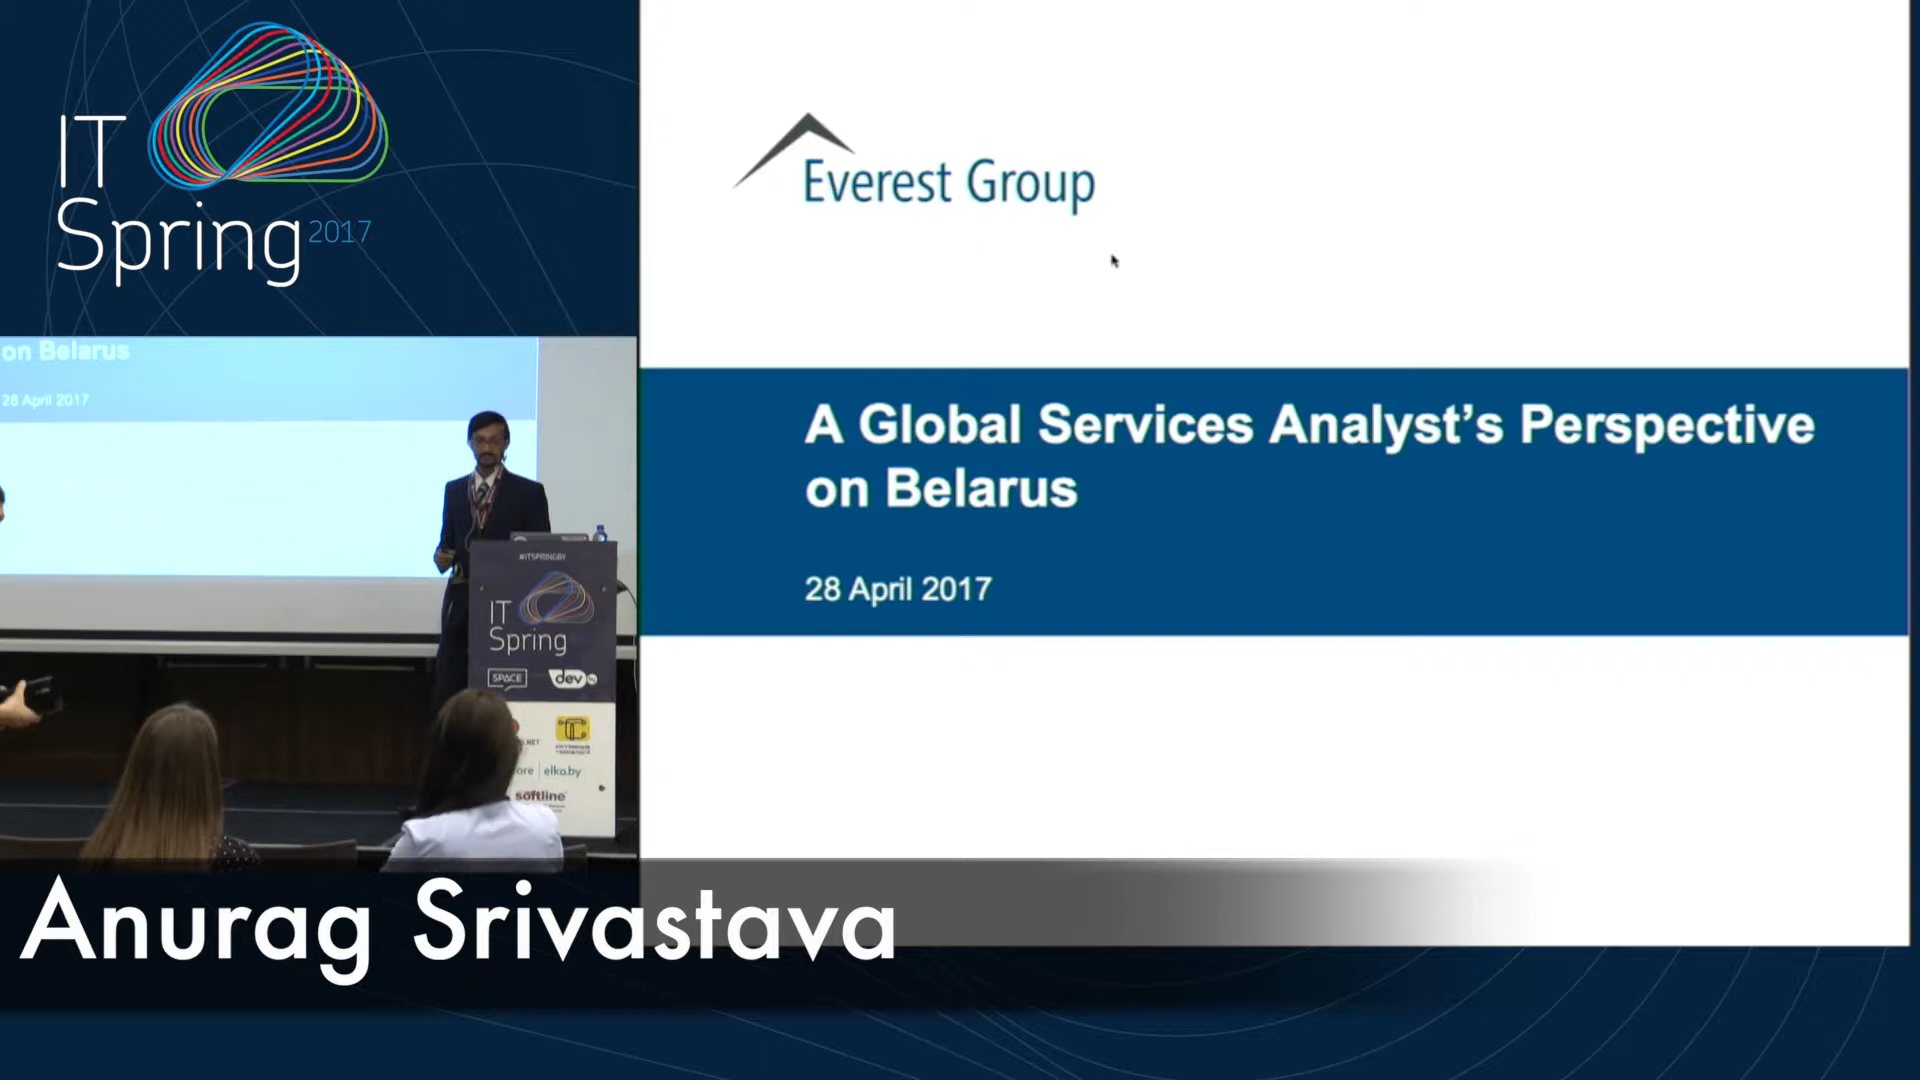 IT
Spring 2017
Everest Group
A Global Services Analyst's Perspective
on Belarus
28 April 2017
on Belarus
28 April 2017
#ITSPRINGBY
IT
Spring
SPACE
dev
elko.by
softline
Anurag Srivastava